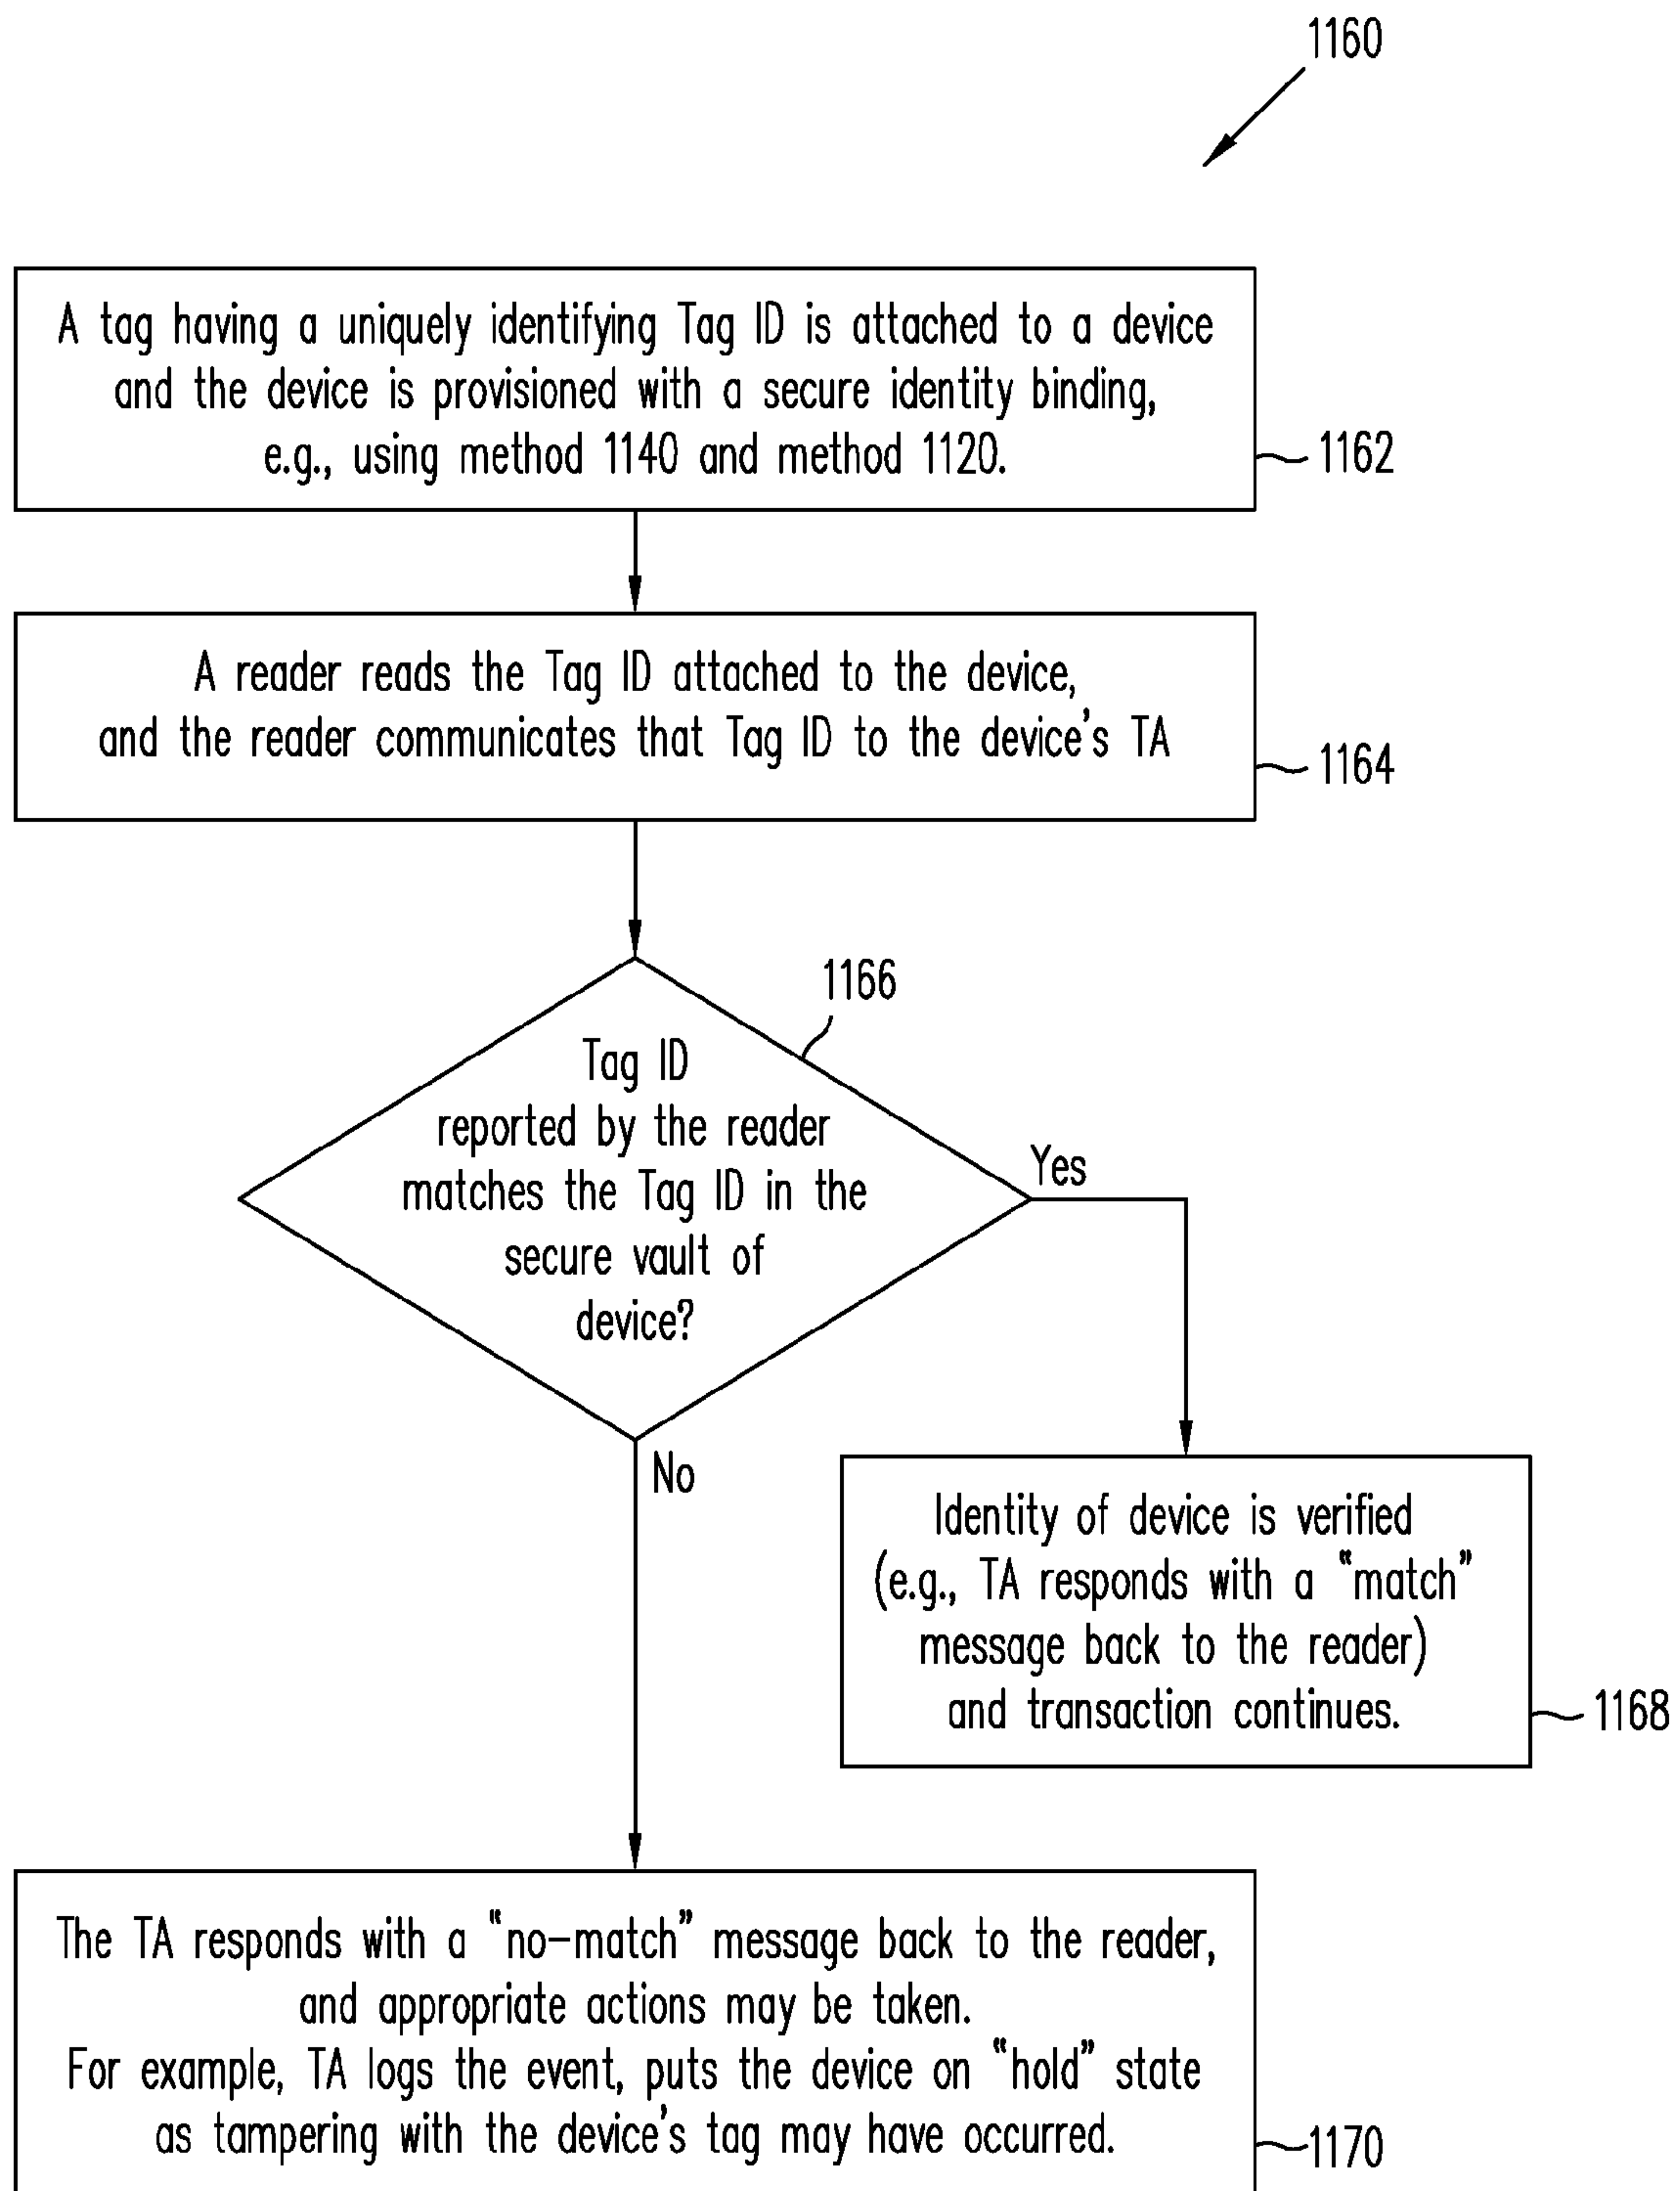 1160
A tag having a uniquely identifying Tag ID is attached to a device
and the device is provisioned with a secure identity binding,
e.g., using method 1140 and method 1120.
1162
A reader reads the Tag ID attached to the device,
and the reader communicates that Tag ID to the device's TA
1164
1166
Tag ID
reported by the reader
matches the Tag ID in the
secure vault of
device?
Yes
No
Identity of device is verified
(e.g., TA responds with a "match"
message back to the reader)
and transaction continues.
1168
The TA responds with a "no-match" message back to the reader,
and appropriate actions may be taken.
For example, TA logs the event, puts the device on "hold" state
as tampering with the device's tag may have occurred.
1170